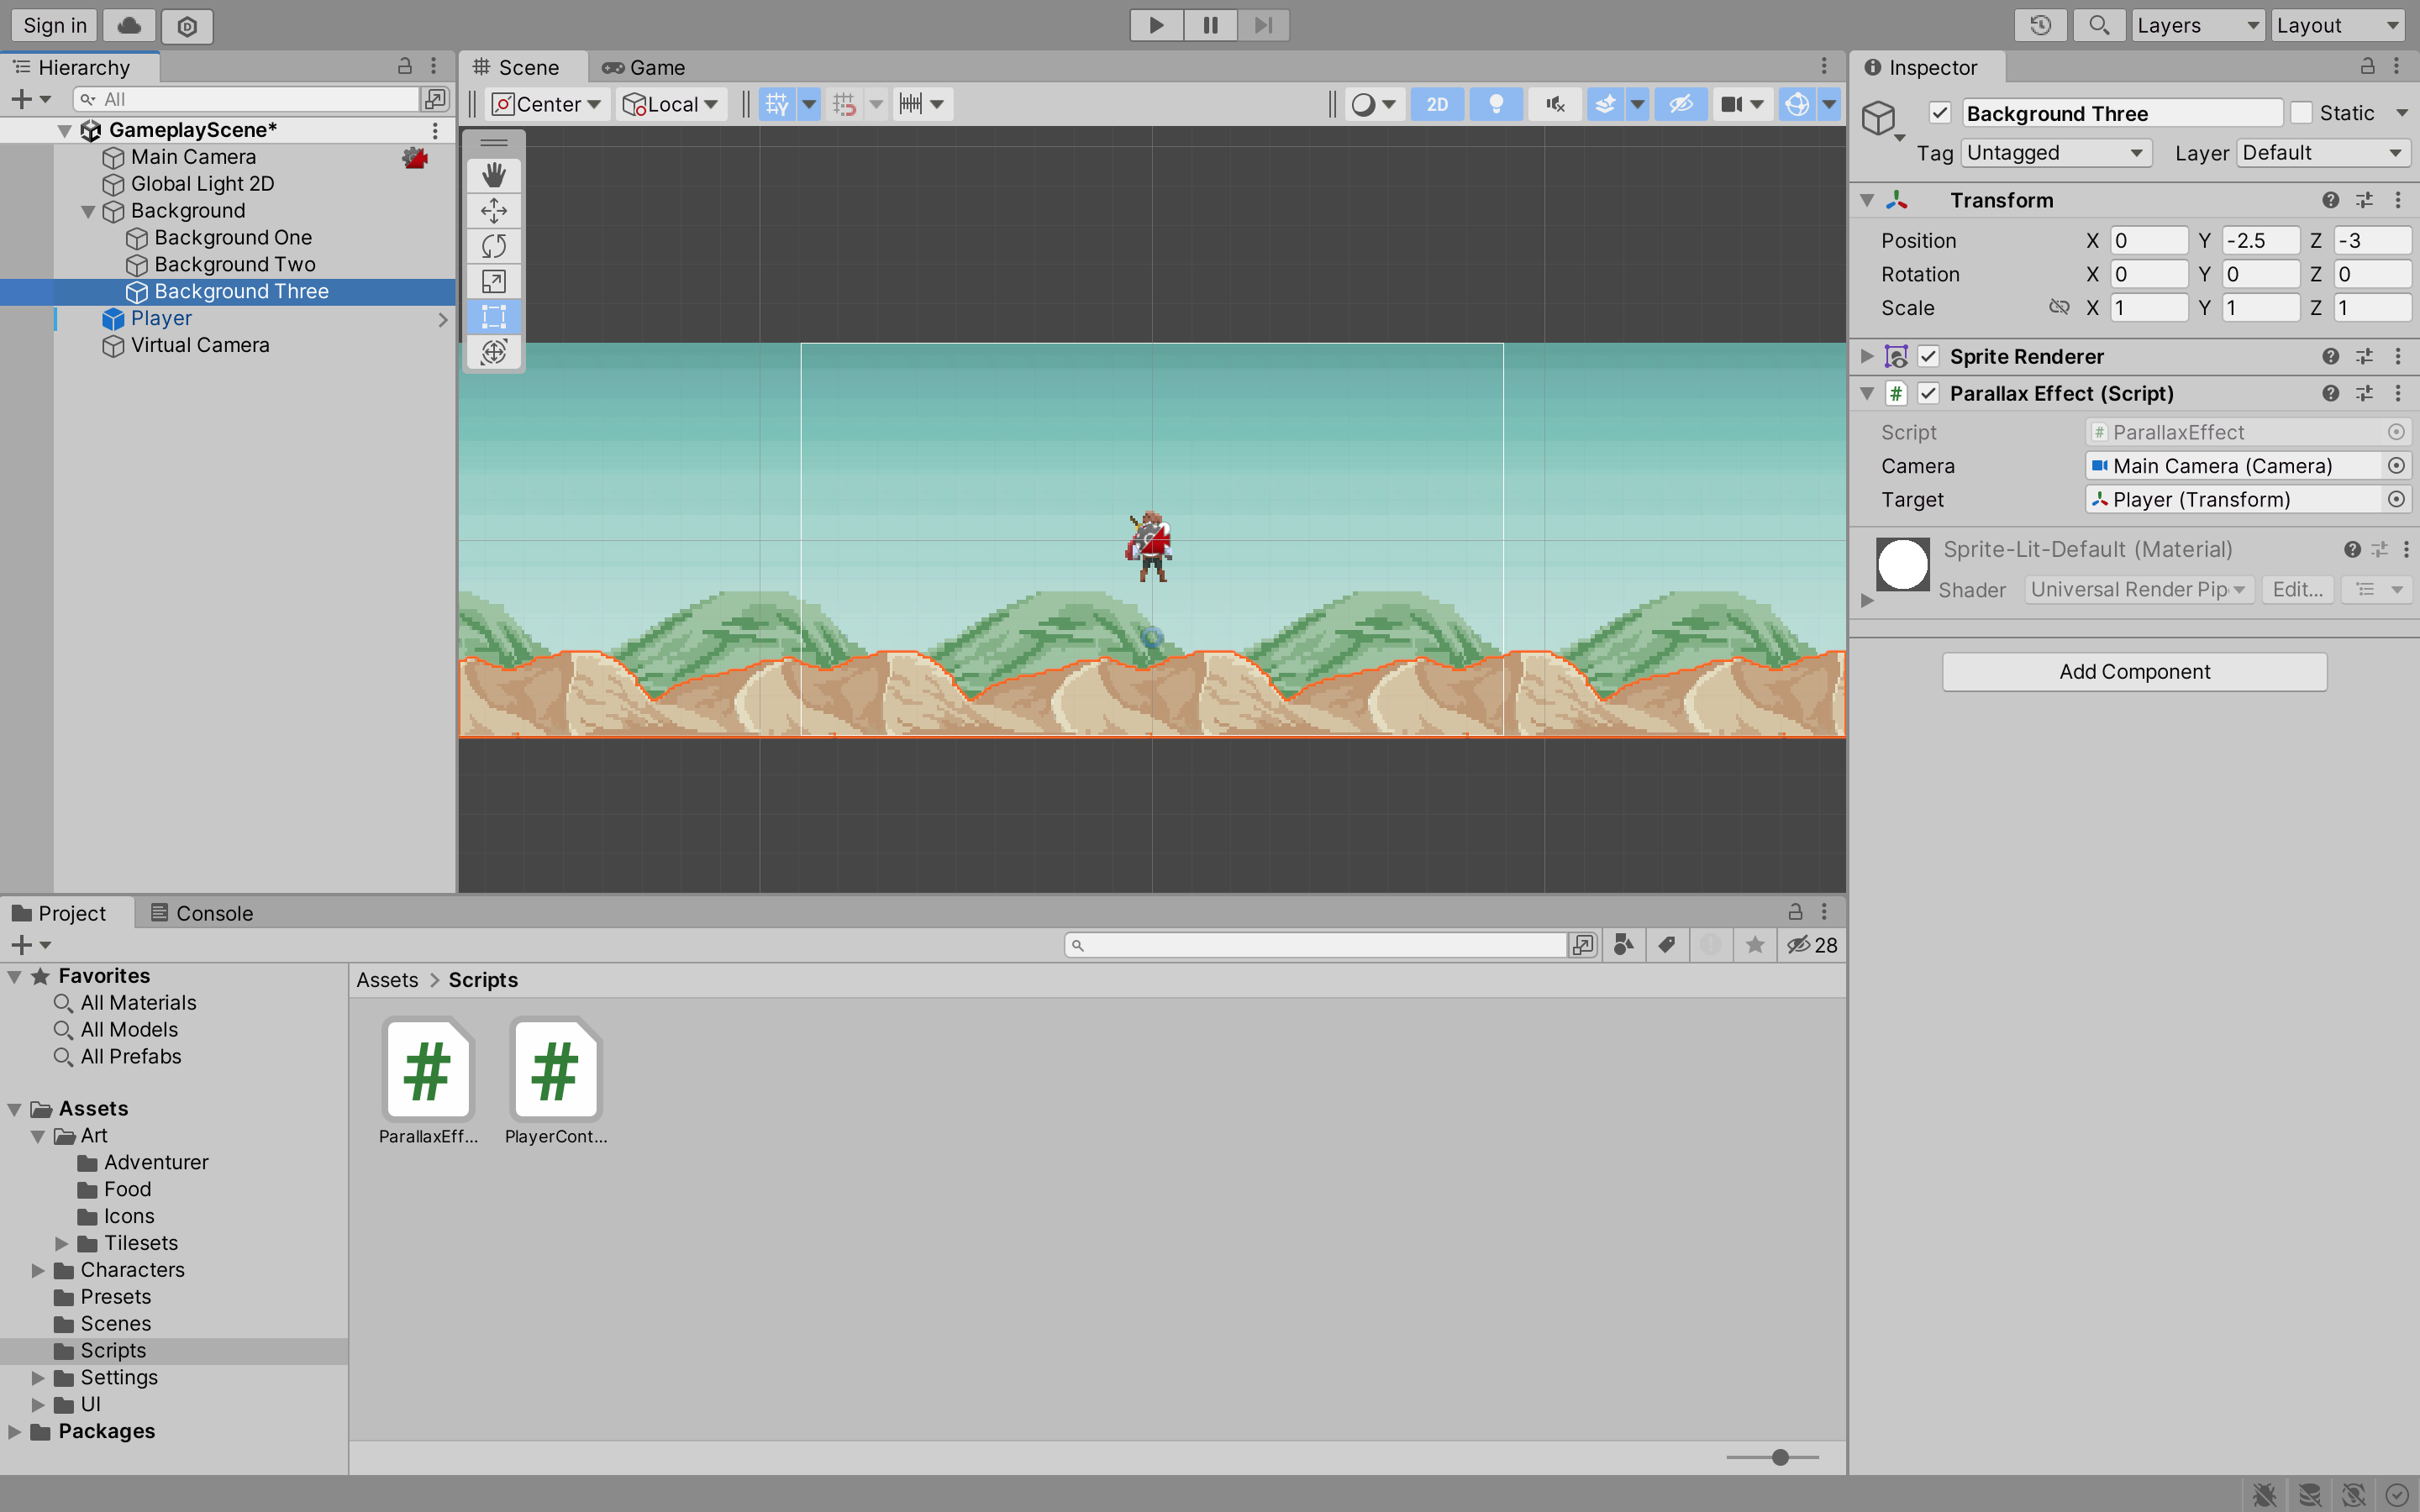 Sign in
Layers
Layout
Hierarchy
All
GameplayScene*
Main Camera
Global Light 2D
Background
Background One
Background Two
Background Three
Player
Virtual Camera
Scene
Game
Center
Local
2D
Inspector
Background Three
Static
Tag Untagged Layer Default
Transform
Position X 0 Y -2.5 Z -3
Rotation X 0 Y 0 Z 0
Scale X 1 Y 1 Z 1
Sprite Renderer
# Parallax Effect (Script)
Script # ParallaxEffect
Camera Main Camera (Camera)
Target Player (Transform)
Sprite-Lit-Default (Material)
Shader Universal Render Pip Edit...
Add Component
Project
Console
28
Favorites
All Materials
All Models
All Prefabs
Assets
Art
Adventurer
Food
Icons
Tilesets
Characters
Presets
Scenes
Scripts
Settings
UI
Packages
Assets > Scripts
# #
ParallaxEff... PlayerCont...